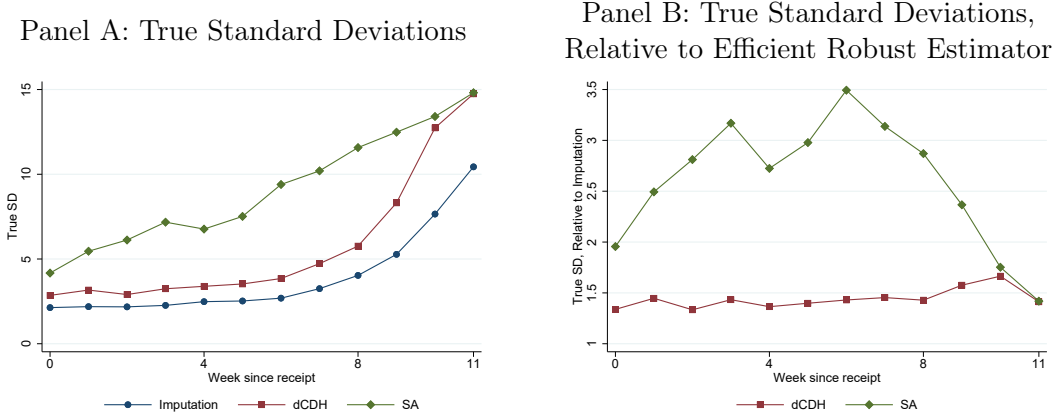 Panel A: True Standard Deviations
True SD
15
10
5
0
0
4
8
11
Week since receipt
Imputation
dCDH
SA
Panel B: True Standard Deviations,
Relative to Efficient Robust Estimator
True SD, Relative to Imputation
3.5
3
2.5
2
1.5
1
0
4
8
11
Week since receipt
dCDH
SA